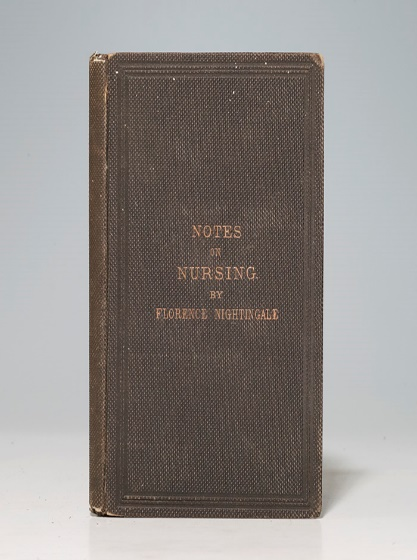 NOTES
ON
NURSING.
BY
FLORENCE NIGHTINGALE